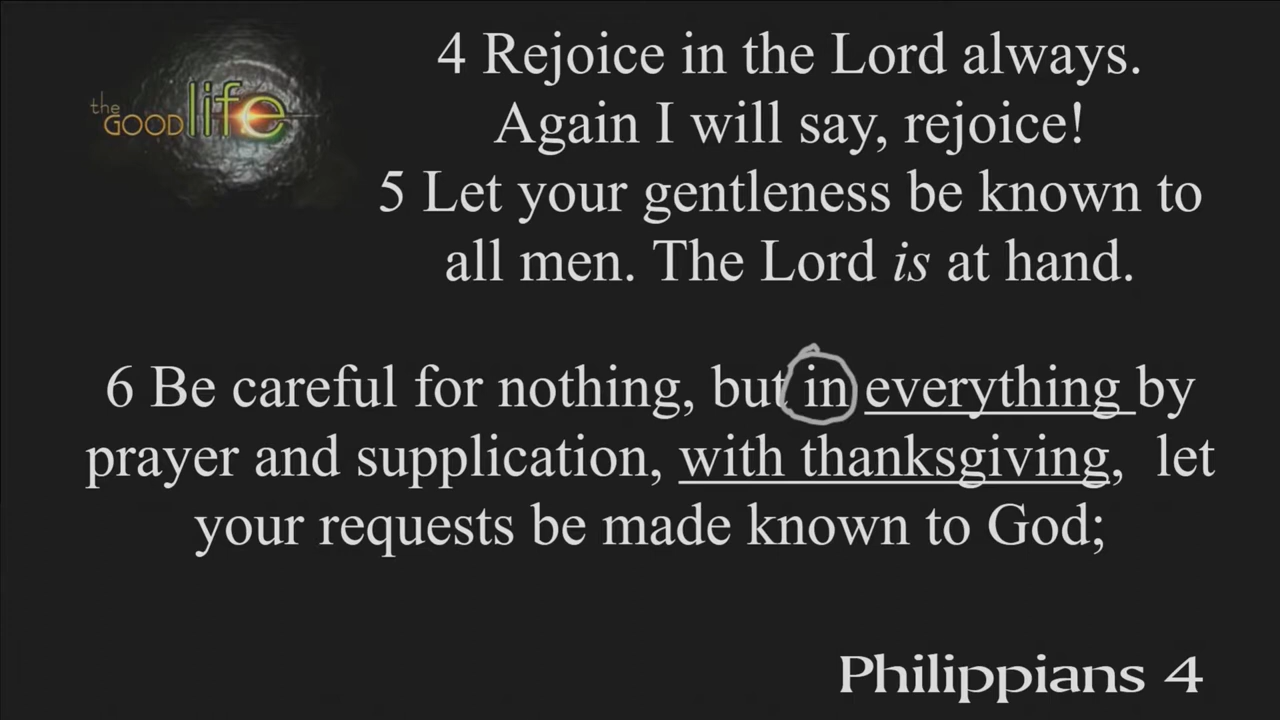 the
GOOD life
4 Rejoice in the Lord always.
Again I will say, rejoice!
5 Let your gentleness be known to
all men. The Lord is at hand.
6 Be careful for nothing, but in everything by
prayer and supplication, with thanksgiving, let
your requests be made known to God;
Philippians 4